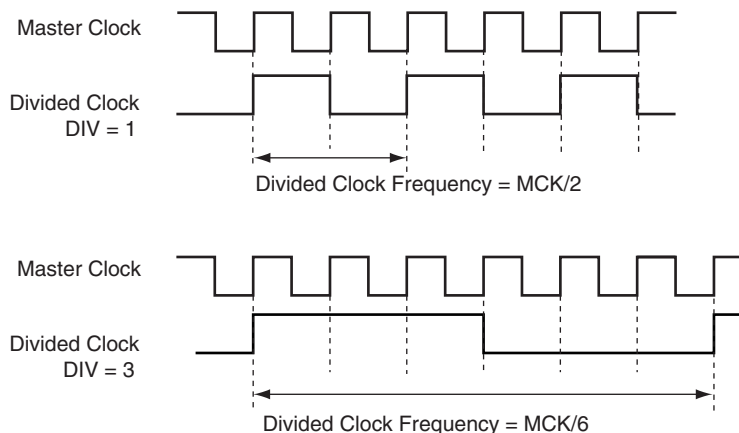 Master Clock
Divided Clock
DIV = 1
Divided Clock Frequency = MCK/2
Master Clock
Divided Clock
DIV = 3
Divided Clock Frequency = MCK/6